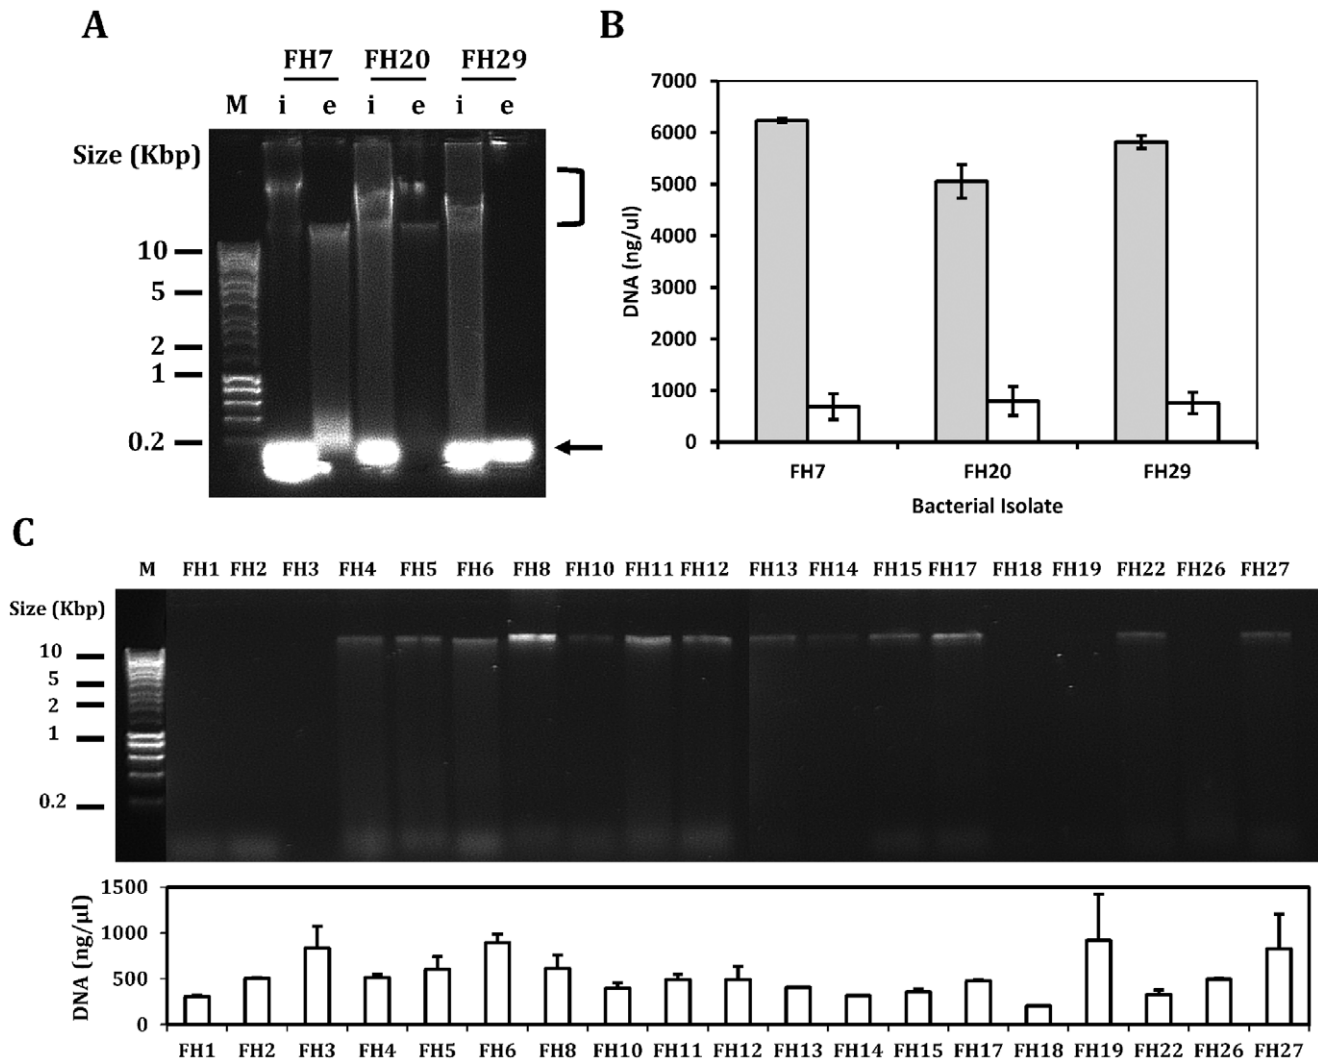 A
FH7 FH20 FH29
M i e i e i e
Size (Kbp)
10
5
2
1
0.2
B
7000
6000
5000
4000
3000
2000
1000
0
DNA (ng/ul)
FH7 FH20 FH29
Bacterial Isolate
C
M FH1 FH2 FH3 FH4 FH5 FH6 FH8 FH10 FH11 FH12 FH13 FH14 FH15 FH17 FH18 FH19 FH22 FH26 FH27
Size (Kbp)
10
5
2
1
0.2
1500
1000
500
0
DNA (ng/µl)
FH1 FH2 FH3 FH4 FH5 FH6 FH8 FH10 FH11 FH12 FH13 FH14 FH15 FH17 FH18 FH19 FH22 FH26 FH27